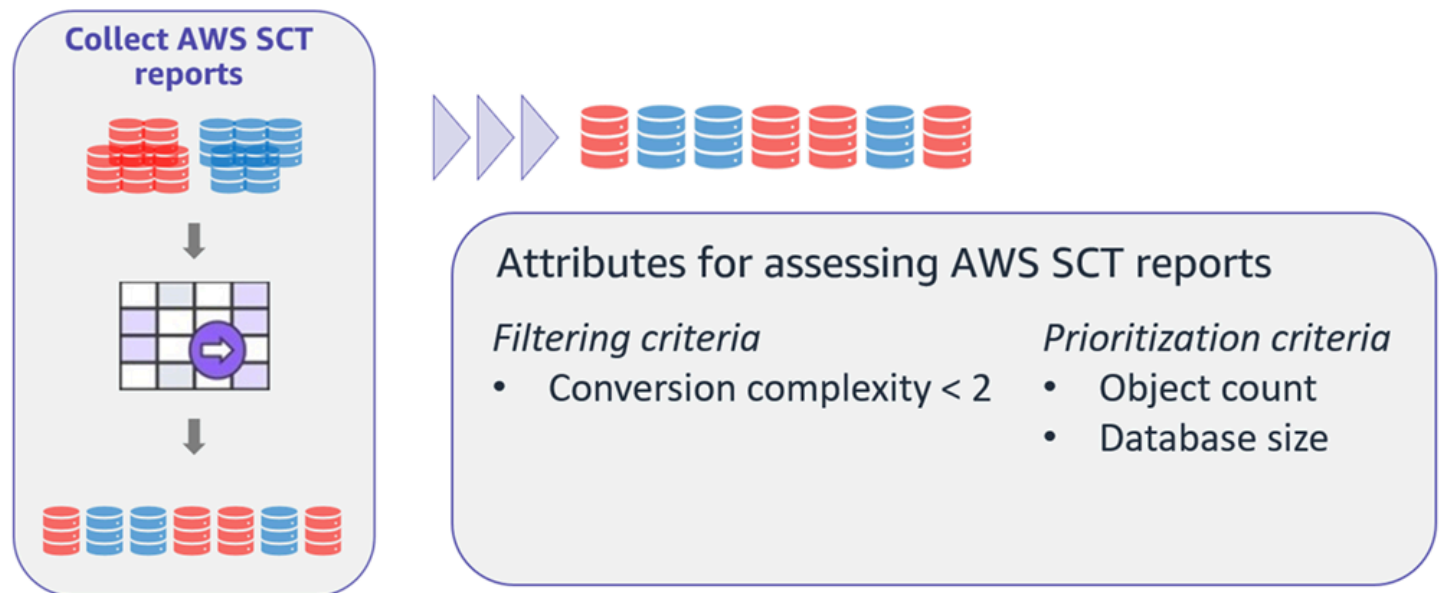 Collect AWS SCT
reports
Attributes for assessing AWS SCT reports
Filtering criteria
• Conversion complexity < 2
Prioritization criteria
• Object count
• Database size